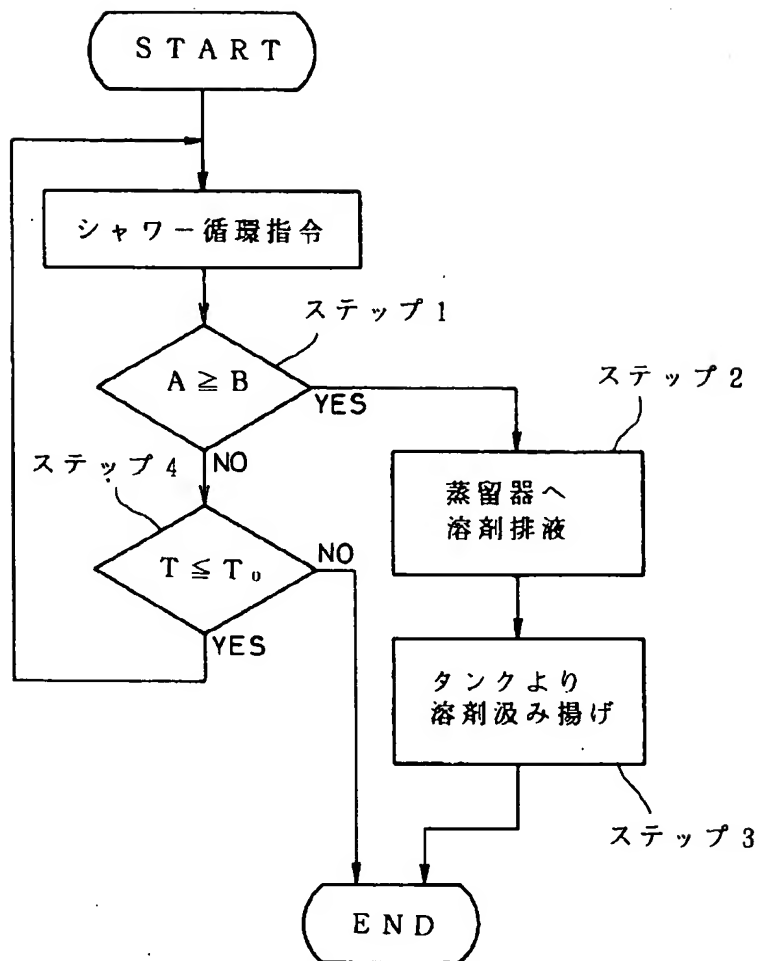 START
シャワー循環指令
ステップ1
A ≧ B
YES
NO
ステップ2
蒸留器へ
溶剤排液
ステップ4
T ≦ T₀
NO
YES
タンクより
溶剤汲み揚げ
ステップ3
END